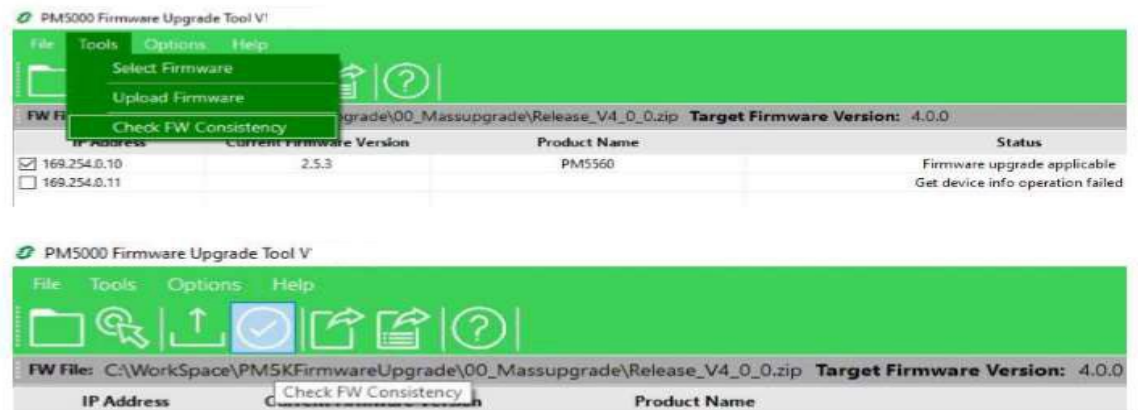 PM5000 Firmware Upgrade Tool V
File Tools Options Help
Select Firmware
Upload Firmware
Check FW Consistency
FW Fi grade\00_Massupgrade\Release_V4_0_0.zip Target Firmware Version: 4.0.0
IP Address Current Firmware Version Product Name Status
169.254.0.10 2.5.3 PM5560 Firmware upgrade applicable
169.254.0.11 Get device info operation failed
PM5000 Firmware Upgrade Tool V
File Tools Options Help
FW File: C:\WorkSpace\PM5KFirmwareUpgrade\00_Massupgrade\Release_V4_0_0.zip Target Firmware Version: 4.0.0
Check FW Consistency
IP Address Current Firmware Version Product Name